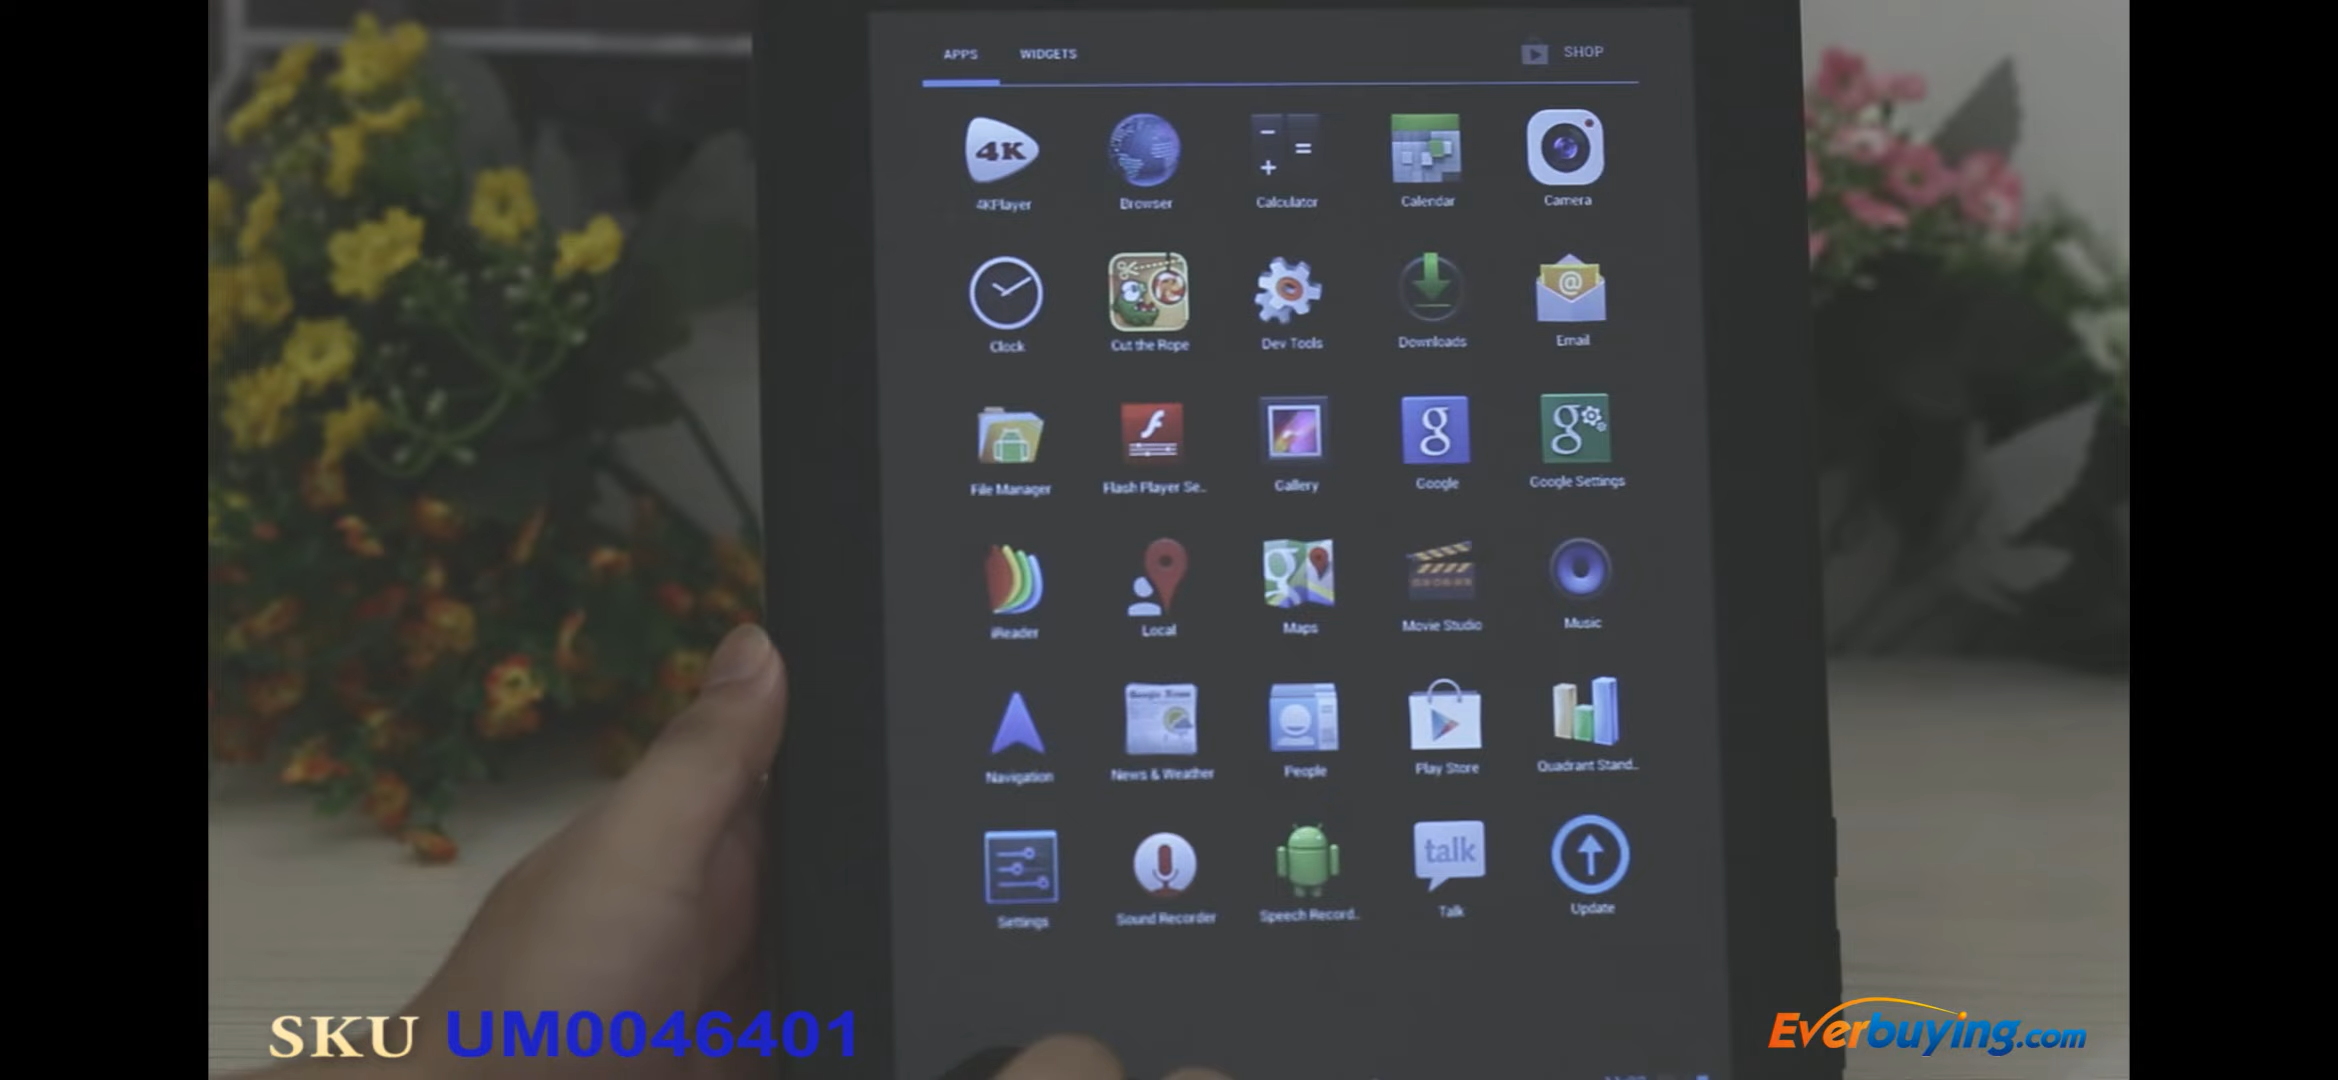 APPS WIDGETS SHOP
4K
4KPlayer Browser Calculator Calendar Camera
Clock Cut the Rope Dev Tools Downloads Email
File Manager Flash Player Se.. Gallery Google Google Settings
iReader Local Maps Movie Studio Music
Navigation News & Weather People Play Store Quadrant Stand..
talk
Settings Sound Recorder Speech Record.. Talk Update
SKU UM0046401
Everbuying.com